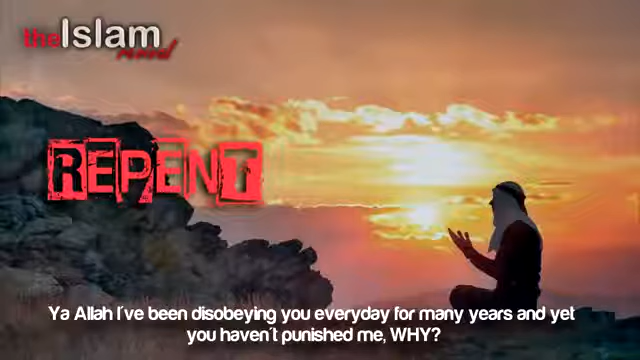 theIslam
REPENT
Ya Allah I've been disobeying you everyday for many years and yet
you haven't punished me, WHY?